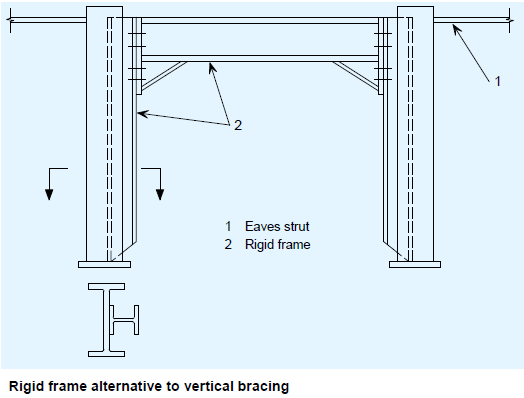 1
2
1 Eaves strut
2 Rigid frame
Rigid frame alternative to vertical bracing